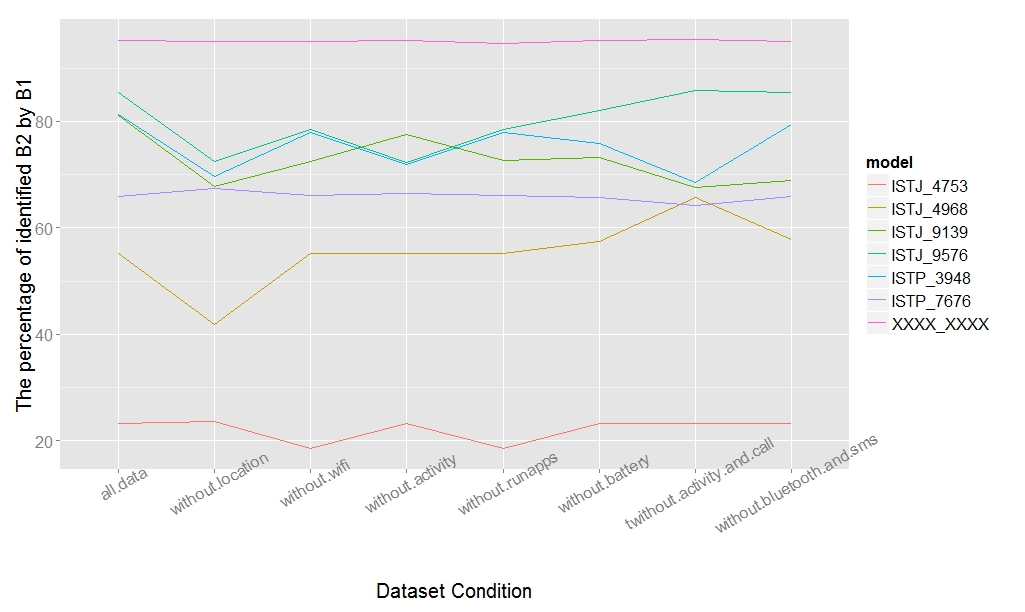 The percentage of identified B2 by B1
80
60
40
20
all.data
without.location
without.wifi
without.activity
without.runapps
without.battery
twithout.activity.and.call
without.bluetooth.and.sms
Dataset Condition
model
ISTJ_4753
ISTJ_4968
ISTJ_9139
ISTJ_9576
ISTP_3948
ISTP_7676
XXXX_XXXX